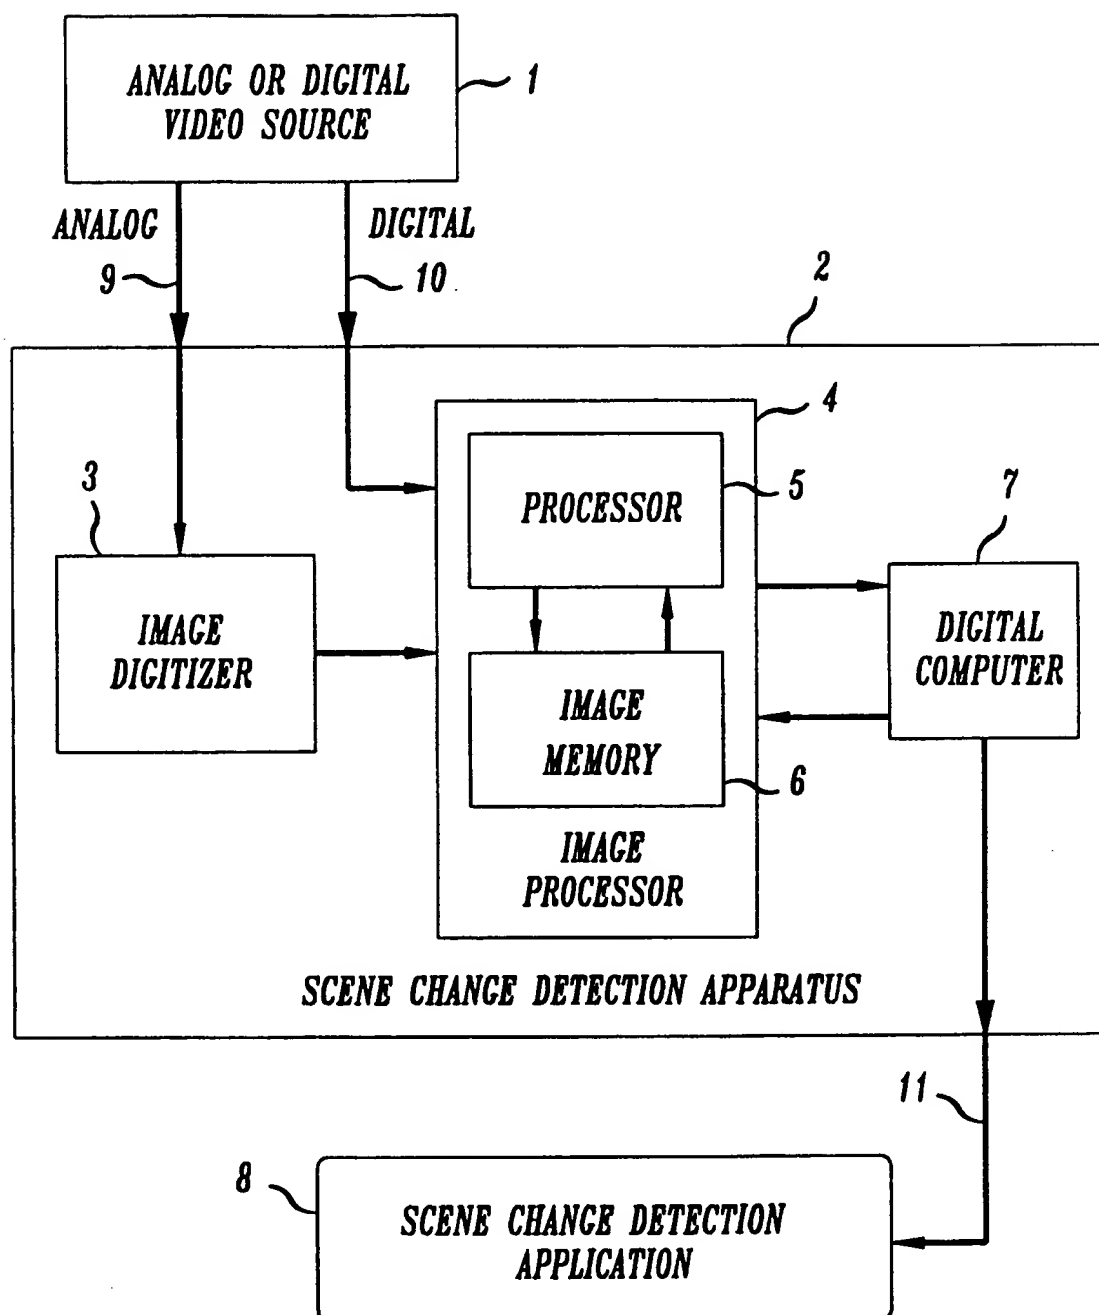 ANALOG OR DIGITAL
VIDEO SOURCE
1
ANALOG
DIGITAL
9
10
2
4
3
PROCESSOR
5
7
IMAGE
DIGITIZER
DIGITAL
COMPUTER
IMAGE
MEMORY
6
IMAGE
PROCESSOR
SCENE CHANGE DETECTION APPARATUS
11
8
SCENE CHANGE DETECTION
APPLICATION